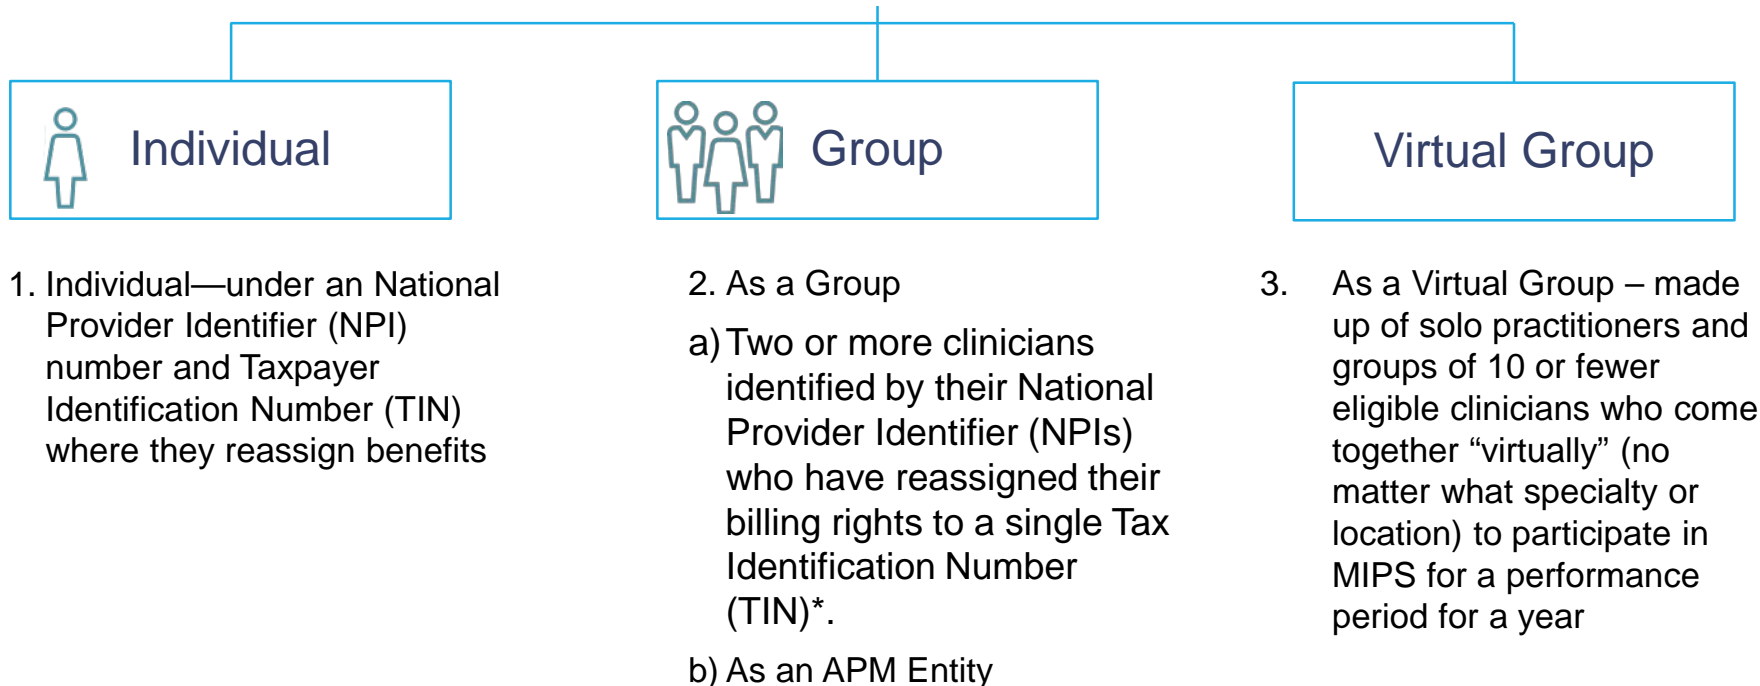 Individual
Group
Virtual Group
1. Individual—under an National
Provider Identifier (NPI)
number and Taxpayer
Identification Number (TIN)
where they reassign benefits
2. As a Group
a) Two or more clinicians
identified by their National
Provider Identifier (NPIs)
who have reassigned their
billing rights to a single Tax
Identification Number
(TIN)*.
b) As an APM Entity
3. As a Virtual Group – made
up of solo practitioners and
groups of 10 or fewer
eligible clinicians who come
together “virtually” (no
matter what specialty or
location) to participate in
MIPS for a performance
period for a year